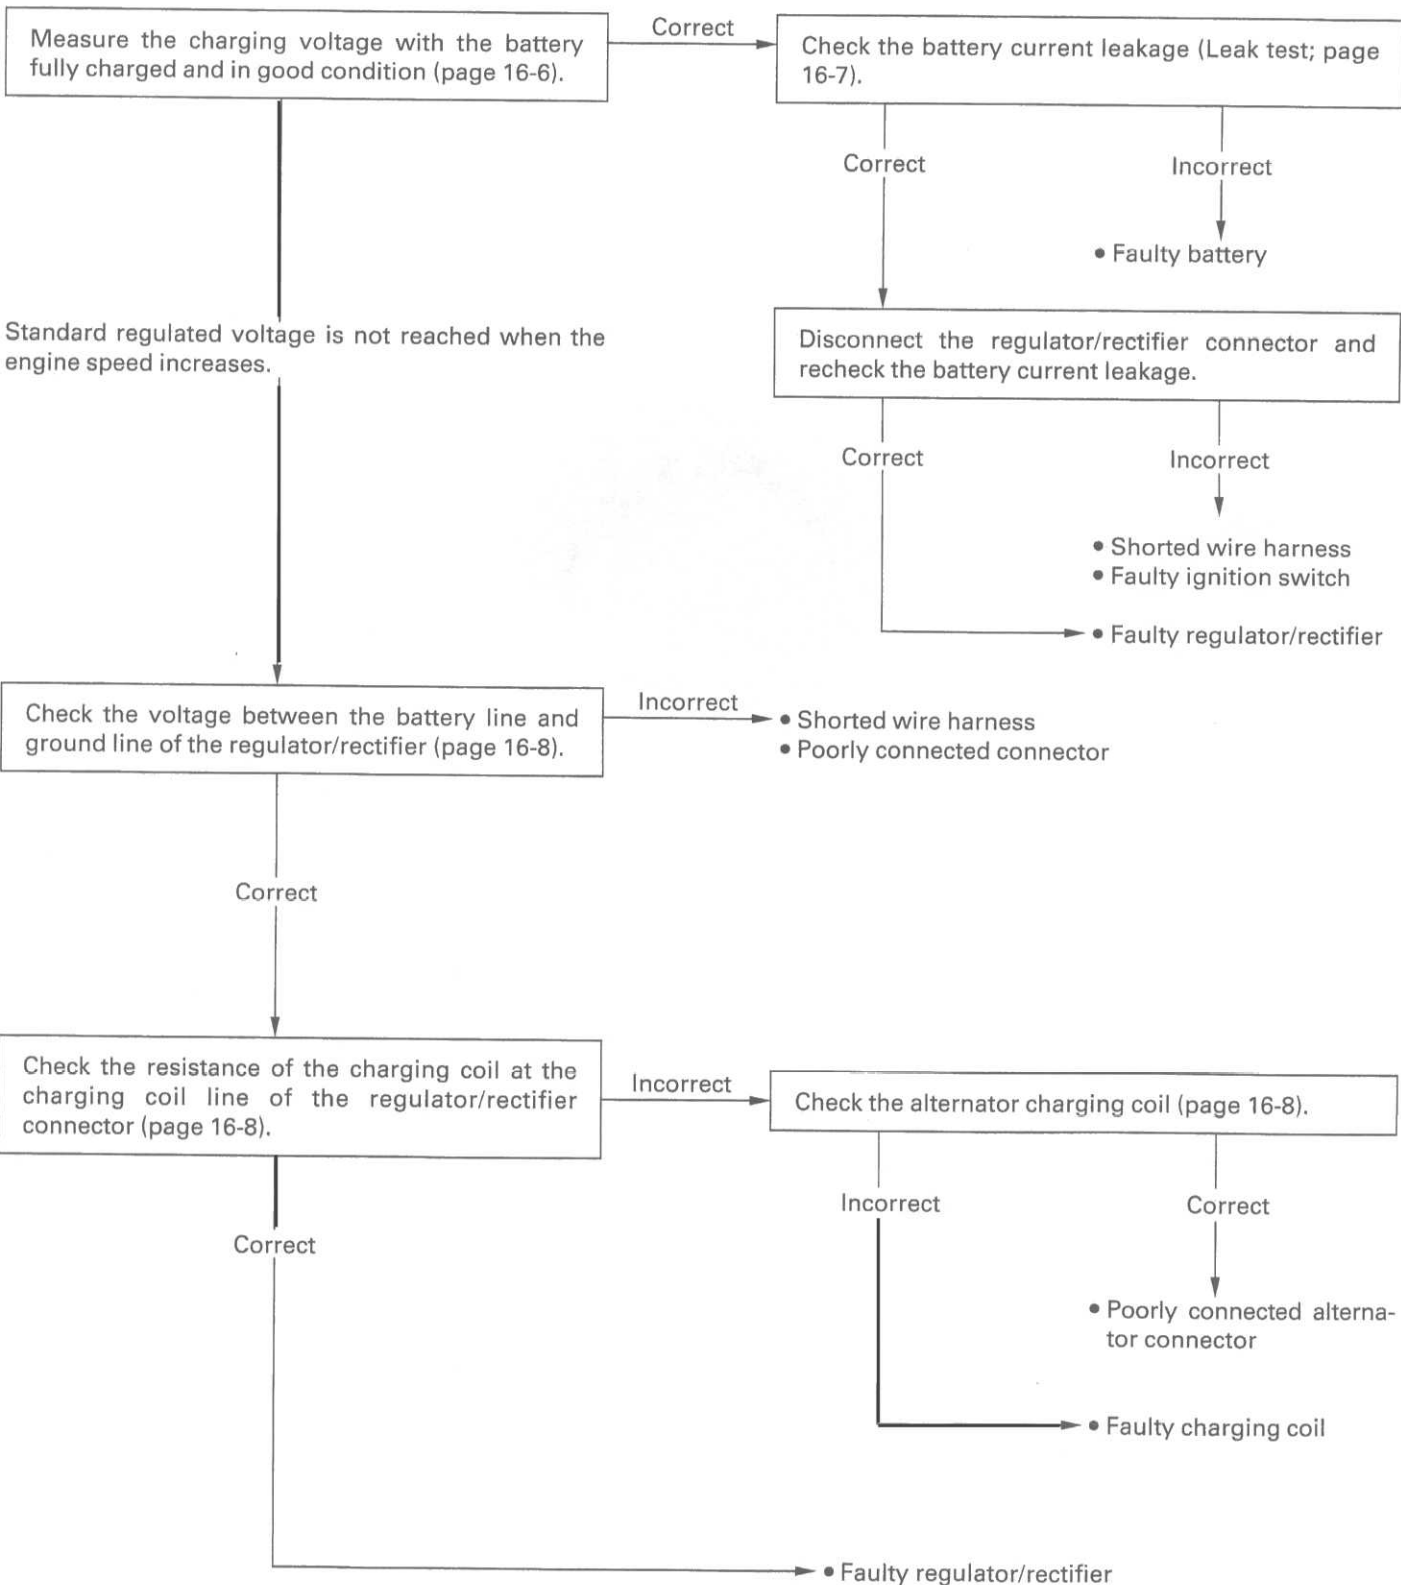 Measure the charging voltage with the battery
fully charged and in good condition (page 16-6).
Correct
Check the battery current leakage (Leak test; page
16-7).
Correct
Incorrect
• Faulty battery
Standard regulated voltage is not reached when the
engine speed increases.
Disconnect the regulator/rectifier connector and
recheck the battery current leakage.
Correct
Incorrect
• Shorted wire harness
• Faulty ignition switch
• Faulty regulator/rectifier
Check the voltage between the battery line and
ground line of the regulator/rectifier (page 16-8).
Incorrect
• Shorted wire harness
• Poorly connected connector
Correct
Check the resistance of the charging coil at the
charging coil line of the regulator/rectifier
connector (page 16-8).
Incorrect
Check the alternator charging coil (page 16-8).
Incorrect
Correct
Correct
• Poorly connected alterna-
tor connector
• Faulty charging coil
• Faulty regulator/rectifier